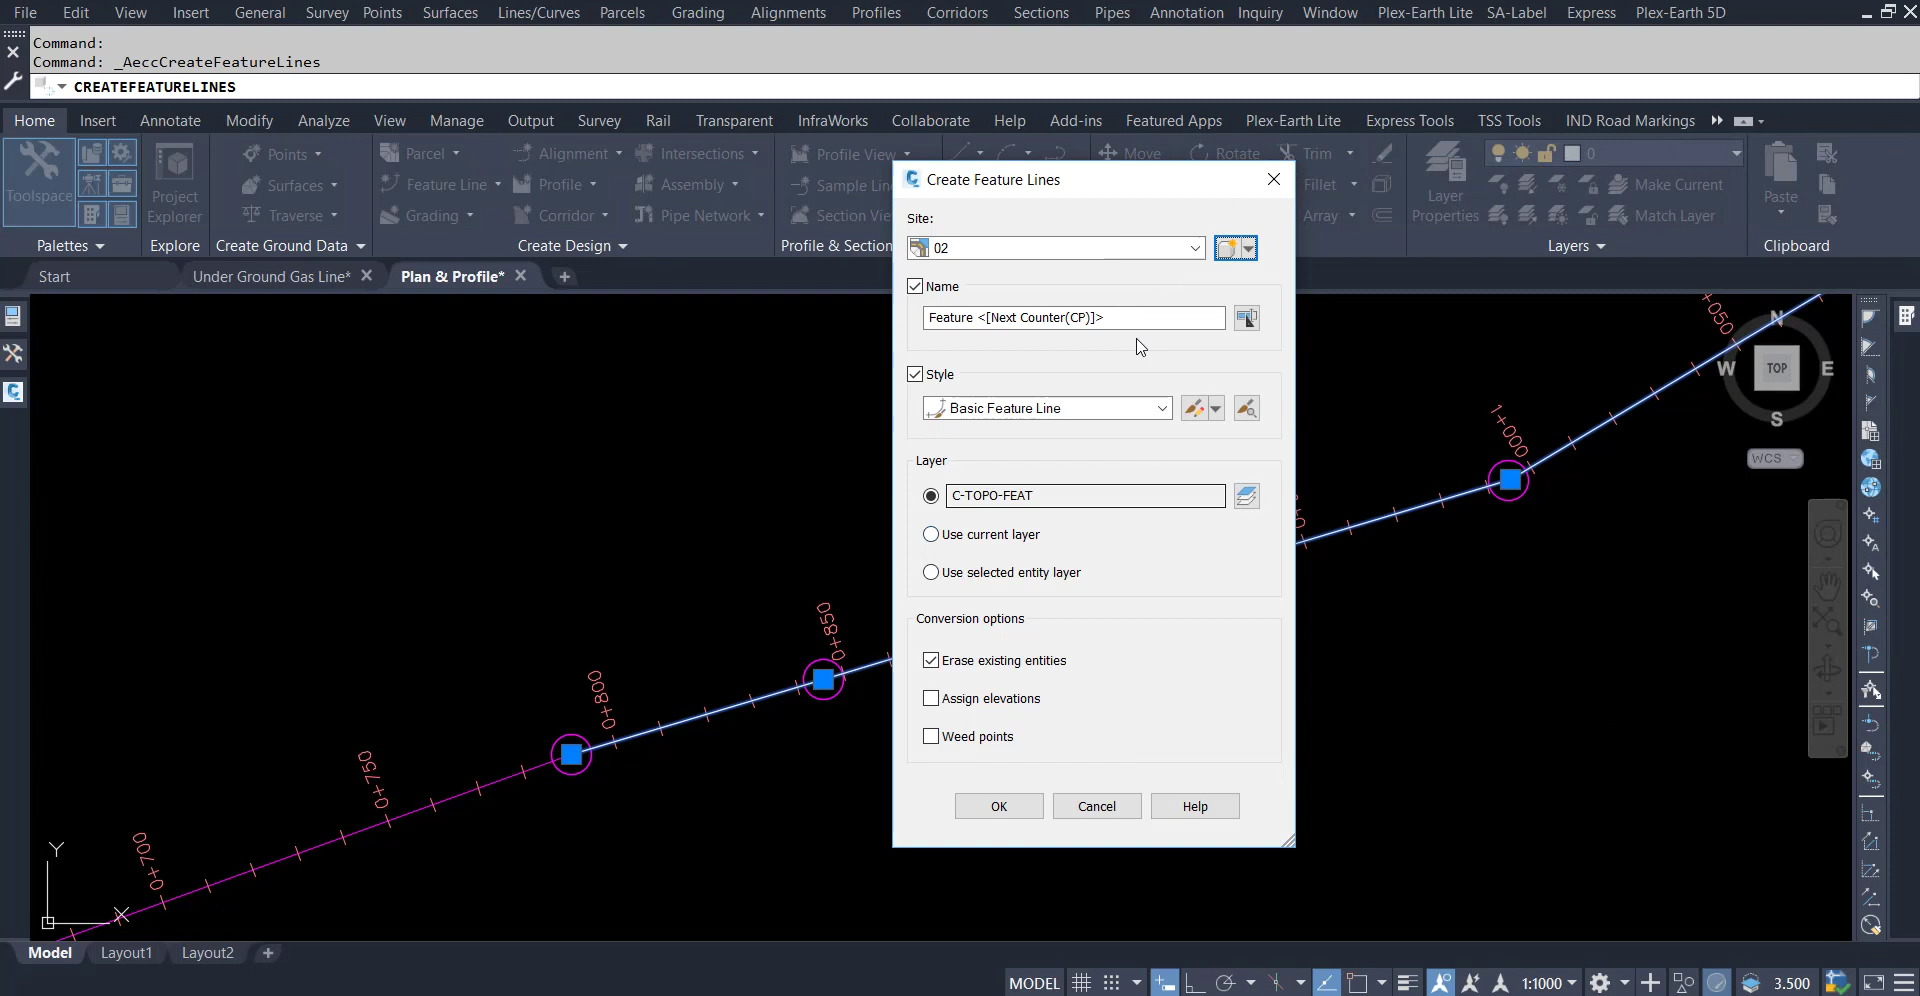 File Edit View Insert General Survey Points Surfaces Lines/Curves Parcels Grading Alignments Profiles Corridors Sections Pipes Annotation Inquiry Window Plex-Earth Lite SA-Label Express Plex-Earth 5D
Command:
Command: _AeccCreateFeatureLines
CREATEFEATURELINES
Home Insert Annotate Modify Analyze View Manage Output Survey Rail Transparent InfraWorks Collaborate Help Add-ins Featured Apps Plex-Earth Lite Express Tools TSS Tools IND Road Markings
Points Parcel Alignment Intersections Profile View Move Rotate Trim 0
Toolspace Project Explorer Surfaces Feature Line Profile Assembly Sample Lin Fillet Layer Properties Make Current Paste
Traverse Grading Corridor Pipe Network Section Vie Array Match Layer
Palettes Explore Create Ground Data Create Design Profile & Section Layers Clipboard
Start Under Ground Gas Line* Plan & Profile*
Create Feature Lines
Site:
02
Name
Feature <[Next Counter(CP)]>
Style
Basic Feature Line
Layer
C-TOPO-FEAT
Use current layer
Use selected entity layer
Conversion options
Erase existing entities
Assign elevations
Weed points
OK Cancel Help
+050
1+000
0+850
0+800
0+750
0+700
N
W TOP E
S
WCS
Y
X
Model Layout1 Layout2
MODEL 1:1000 3.500